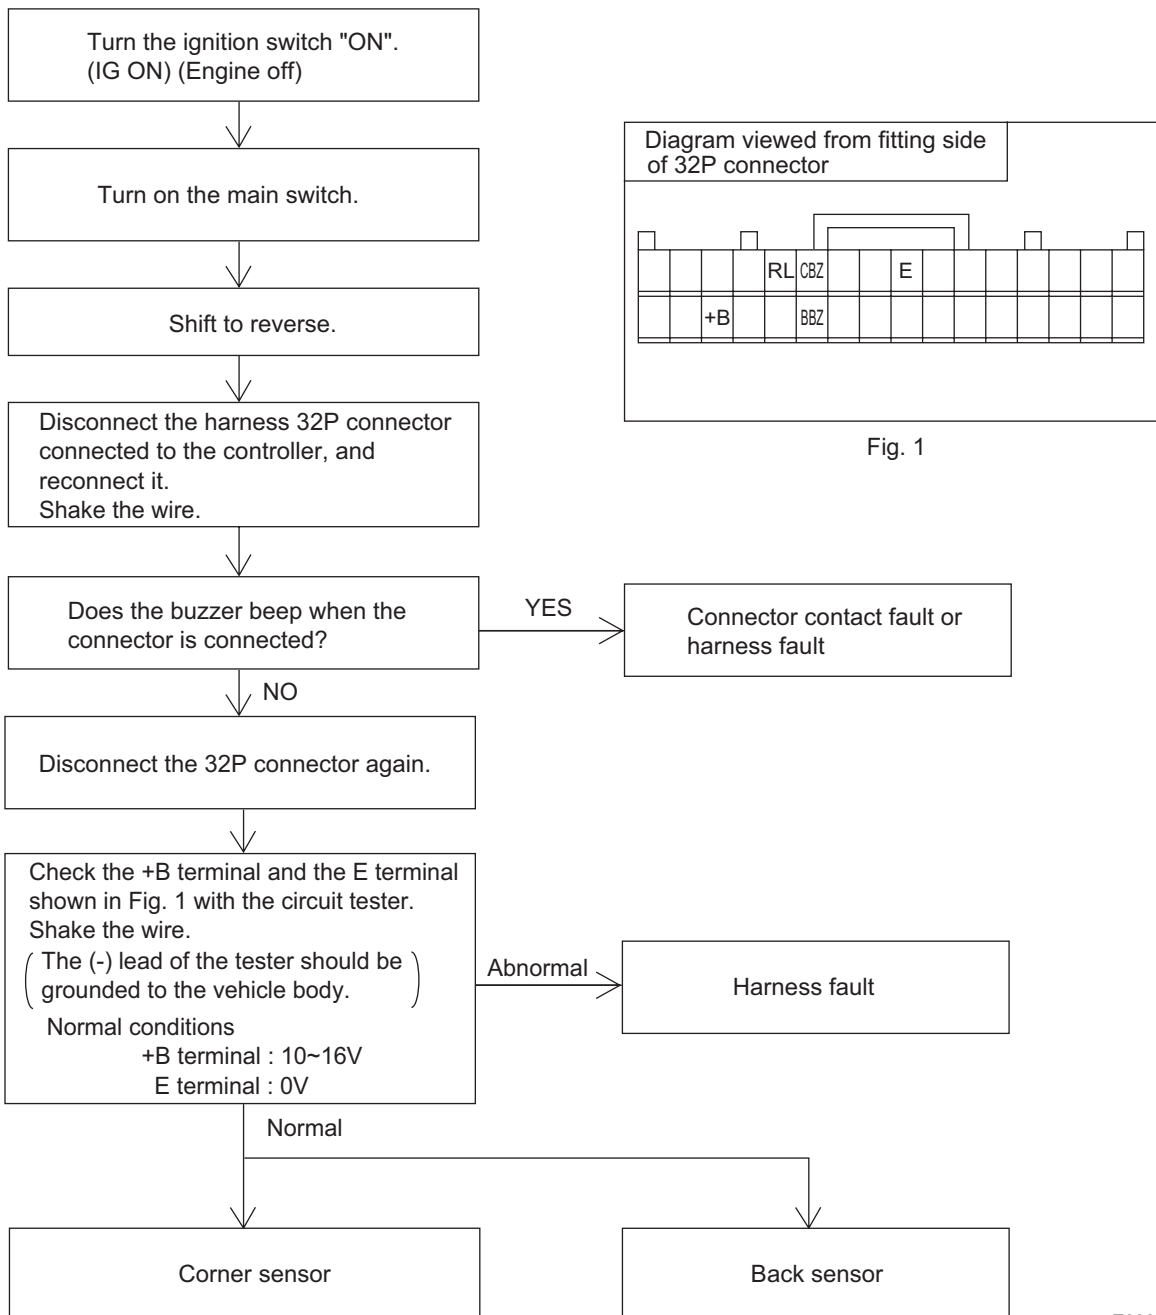 Turn the ignition switch "ON".
(IG ON) (Engine off)
Turn on the main switch.
Shift to reverse.
Disconnect the harness 32P connector
connected to the controller, and
reconnect it.
Shake the wire.
Does the buzzer beep when the
connector is connected?
YES
Connector contact fault or
harness fault
NO
Disconnect the 32P connector again.
Check the +B terminal and the E terminal
shown in Fig. 1 with the circuit tester.
Shake the wire.
( The (-) lead of the tester should be
grounded to the vehicle body. )
Normal conditions
+B terminal : 10~16V
E terminal : 0V
Abnormal
Harness fault
Normal
Corner sensor
Back sensor
Diagram viewed from fitting side
of 32P connector
RL CBZ E
+B BBZ
Fig. 1